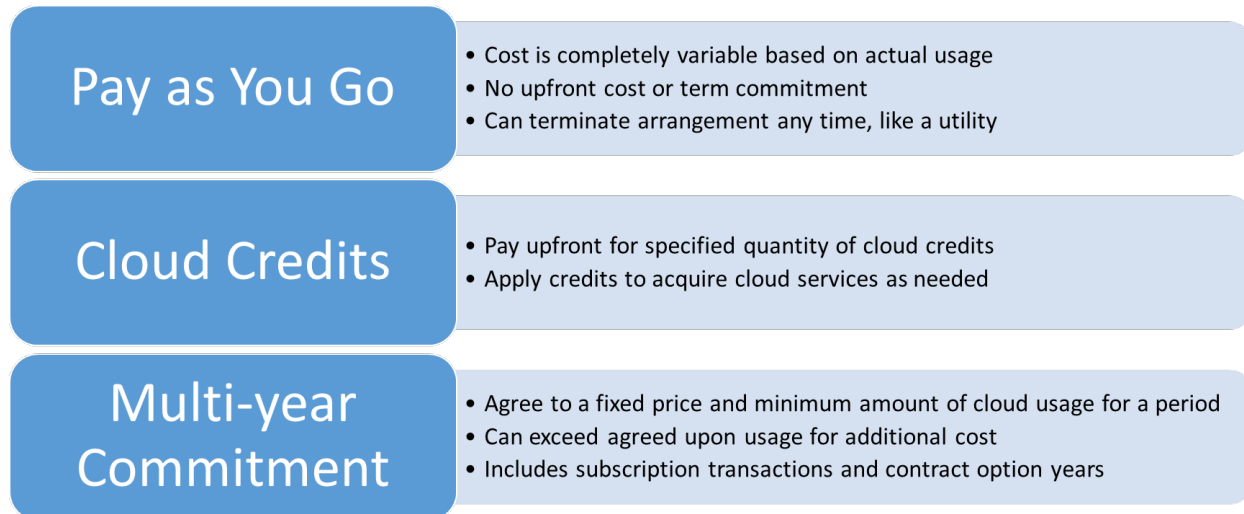 Pay as You Go
• Cost is completely variable based on actual usage
• No upfront cost or term commitment
• Can terminate arrangement any time, like a utility
Cloud Credits
• Pay upfront for specified quantity of cloud credits
• Apply credits to acquire cloud services as needed
Multi-year
Commitment
• Agree to a fixed price and minimum amount of cloud usage for a period
• Can exceed agreed upon usage for additional cost
• Includes subscription transactions and contract option years